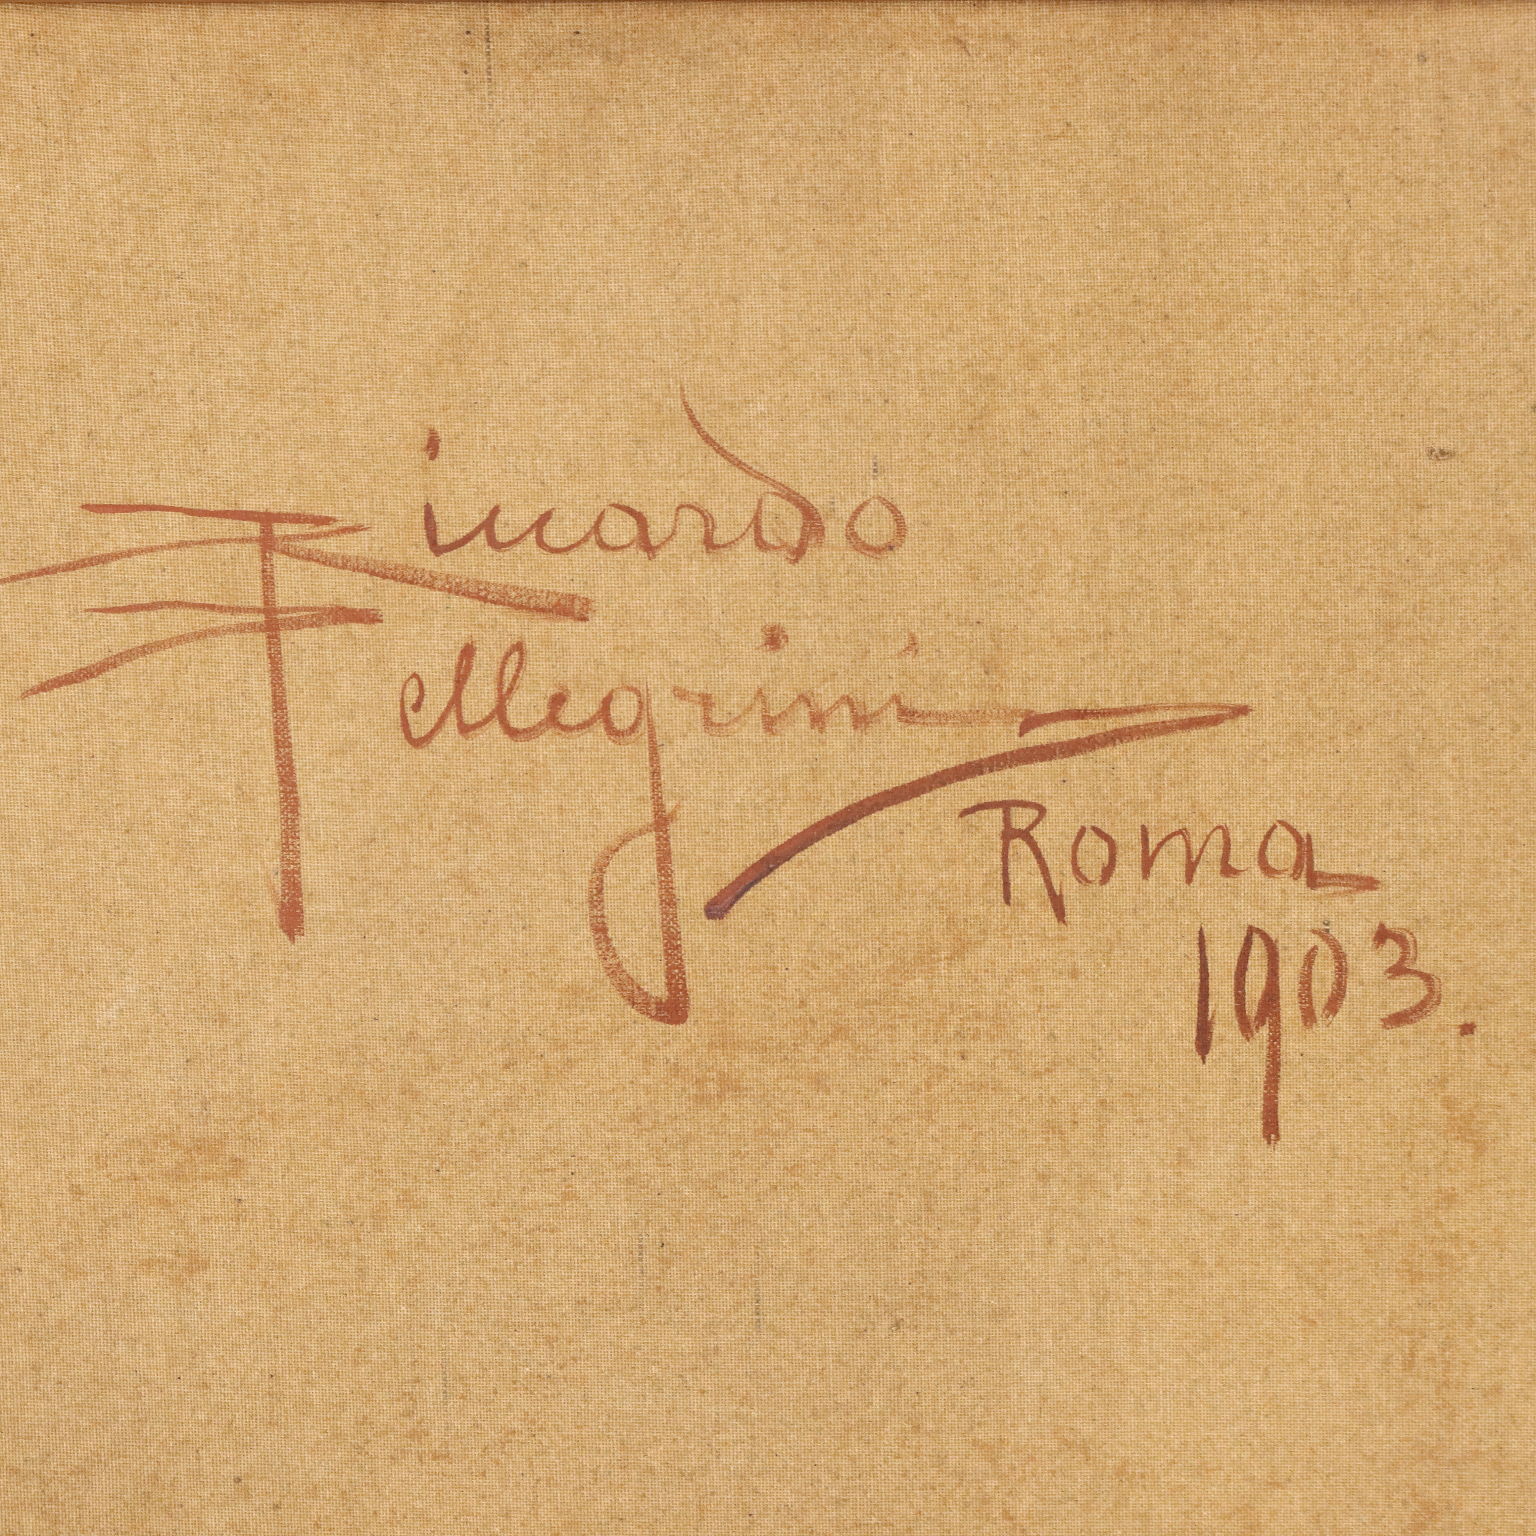 Riccardo
Pellegrini
Roma
1903.